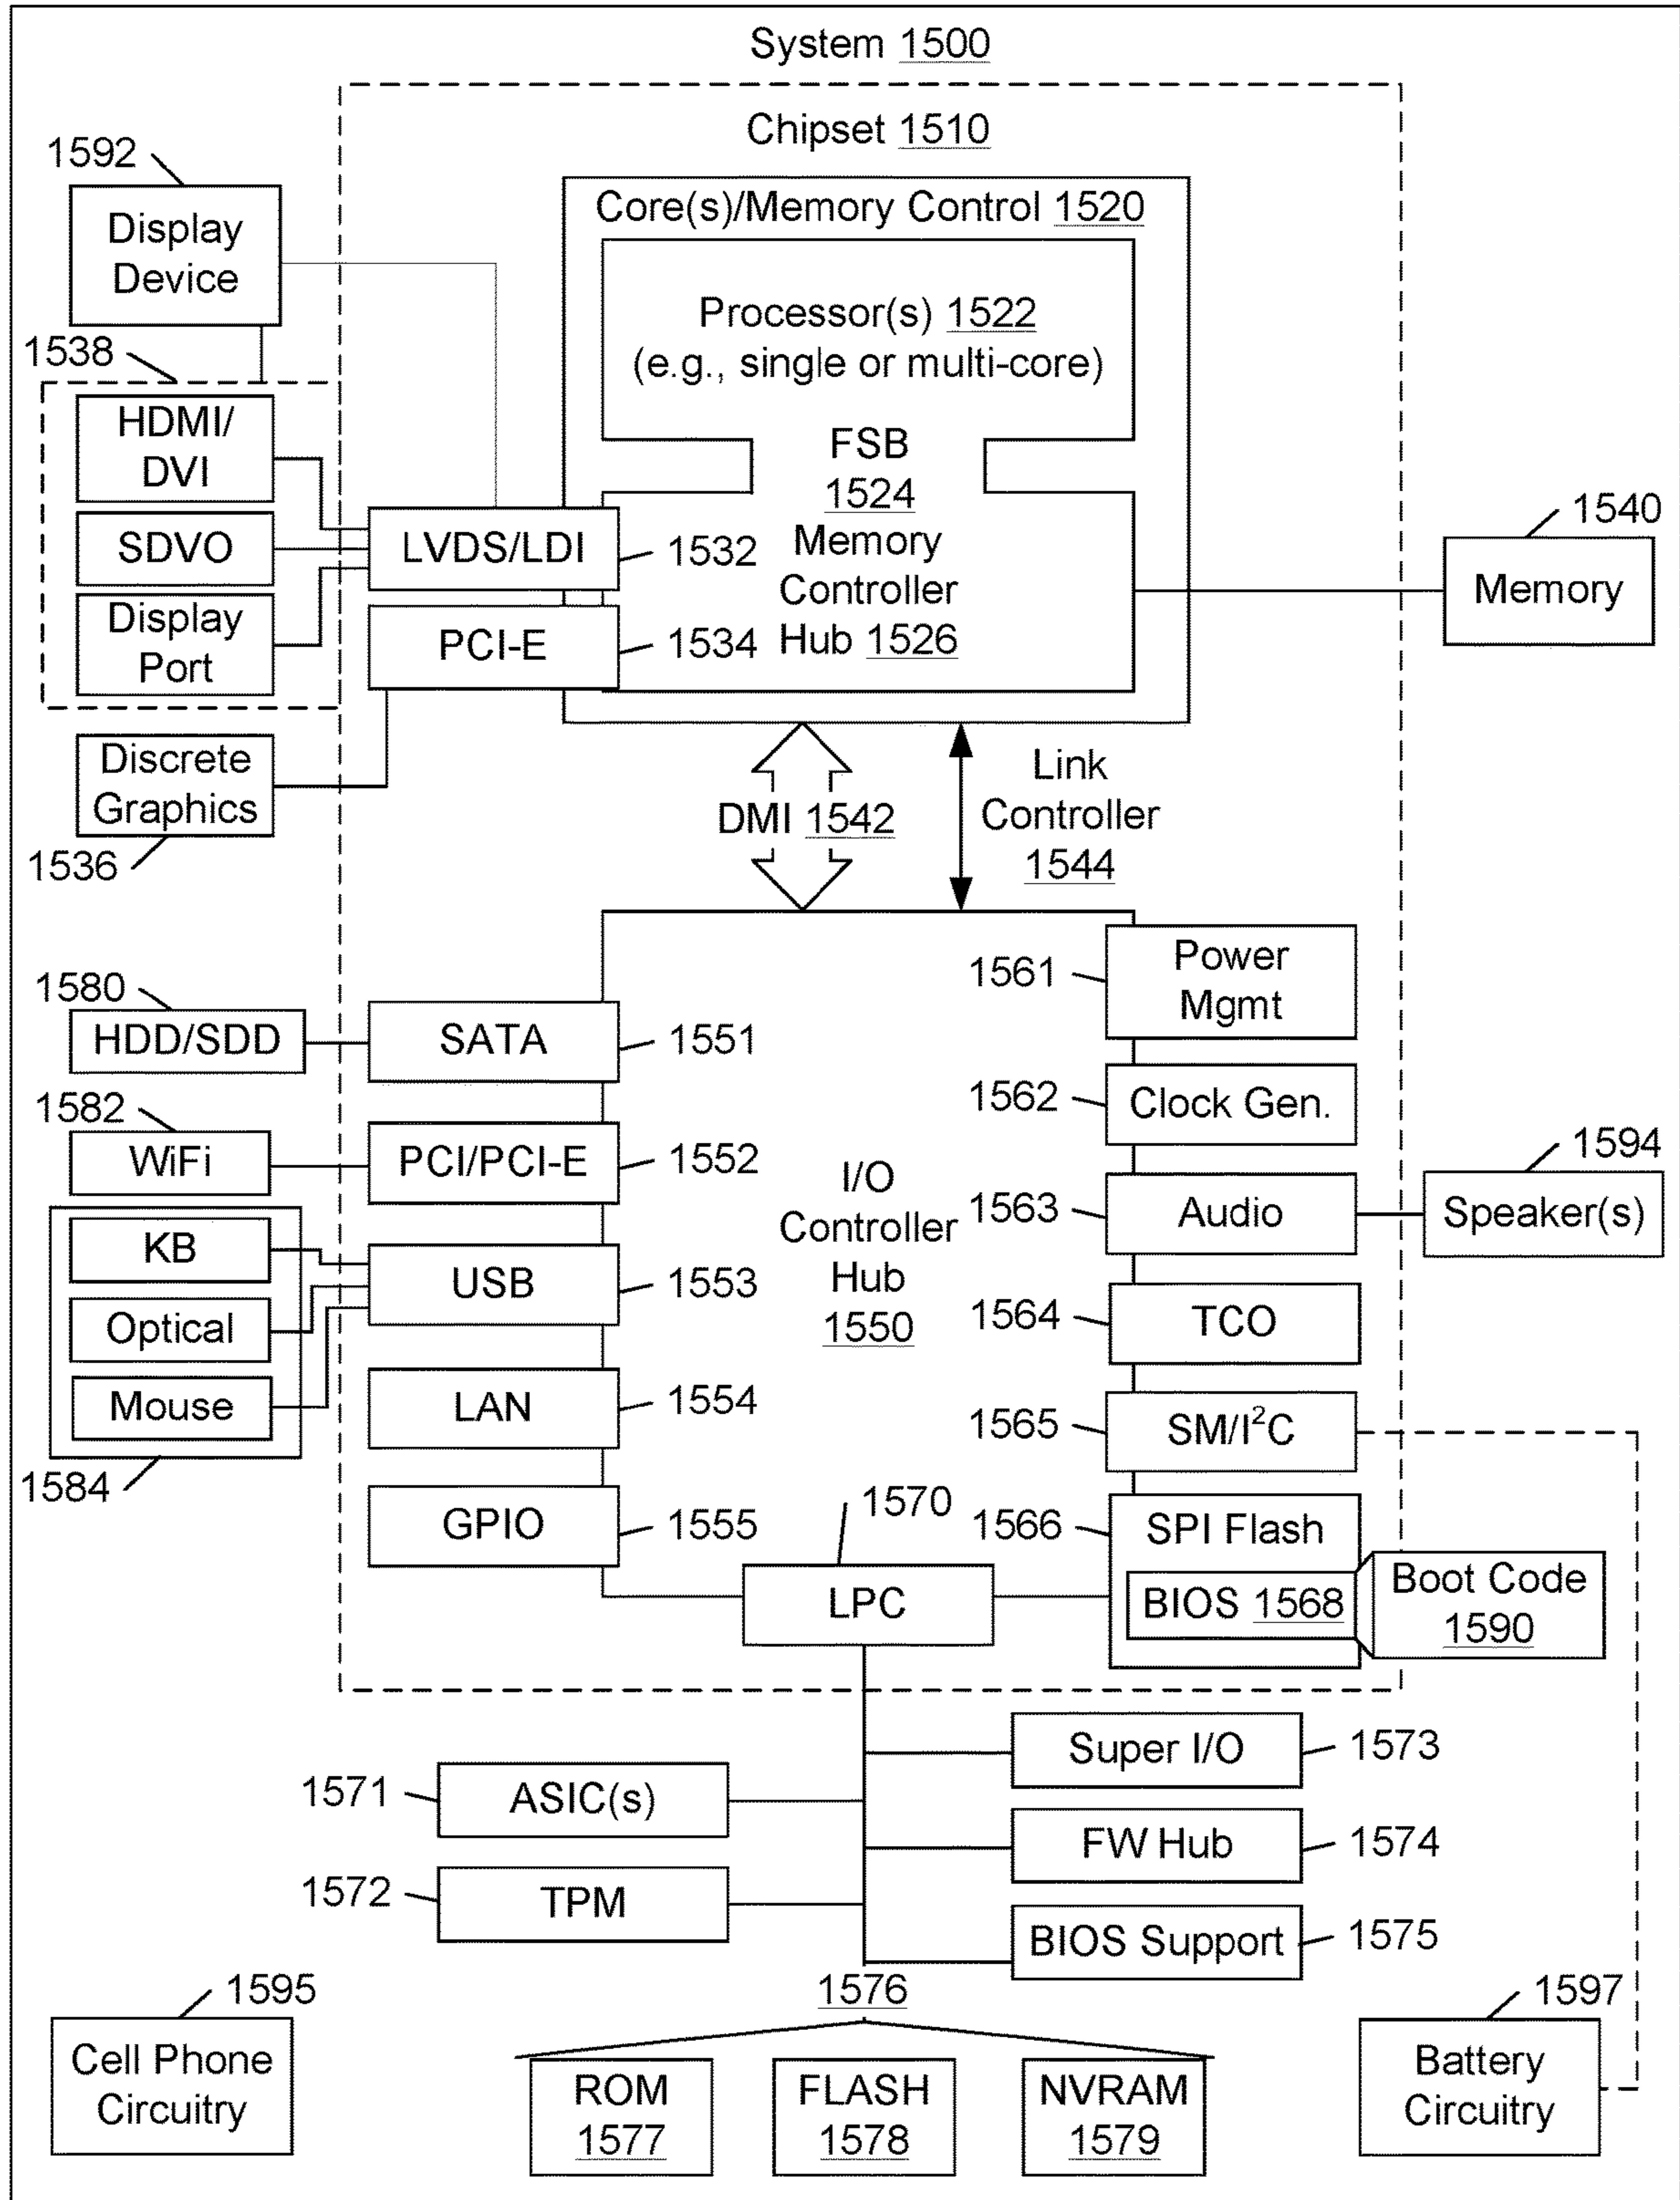 System 1500
Chipset 1510
1592
Display
Device
Core(s)/Memory Control 1520
Processor(s) 1522
(e.g., single or multi-core)
1538
HDMI/
DVI
SDVO
Display
Port
FSB
1524
LVDS/LDI
1532
PCI-E
1534
Memory
Controller
Hub 1526
1540
Memory
Discrete
Graphics
1536
DMI 1542
Link
Controller
1544
1580
HDD/SDD
SATA
1551
1582
WiFi
PCI/PCI-E
1552
KB
Optical
Mouse
1584
USB
1553
LAN
1554
GPIO
1555
I/O
Controller
Hub
1550
1561
Power
Mgmt
1562
Clock Gen.
1563
Audio
1594
Speaker(s)
1564
TCO
1565
SM/I²C
1566
SPI Flash
BIOS 1568
Boot Code
1590
1570
LPC
1571
ASIC(s)
1572
TPM
Super I/O
1573
FW Hub
1574
BIOS Support
1575
1576
ROM
1577
FLASH
1578
NVRAM
1579
1595
Cell Phone
Circuitry
1597
Battery
Circuitry